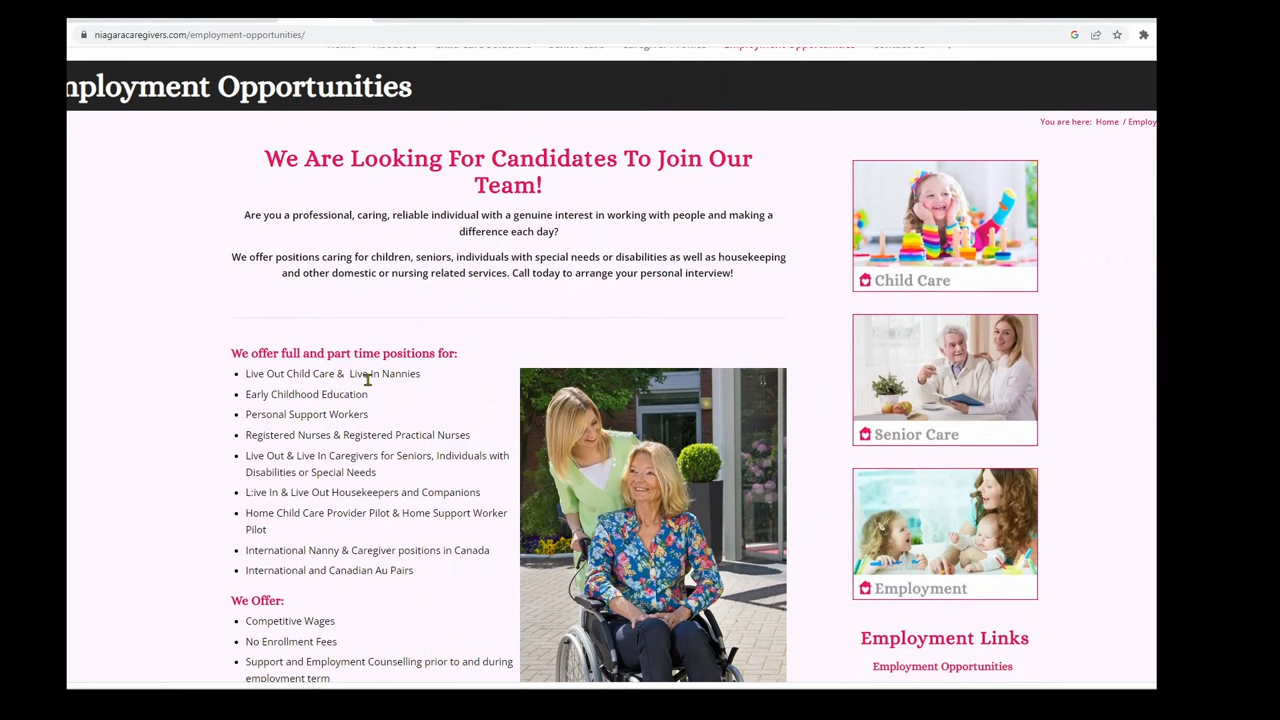 niagaracaregivers.com/employment-opportunities/
Employment Opportunities
mployment Opportunities
You are here: Home / Employ
We Are Looking For Candidates To Join Our
Team!
Are you a professional, caring, reliable individual with a genuine interest in working with people and making a
difference each day?
We offer positions caring for children, seniors, individuals with special needs or disabilities as well as housekeeping
and other domestic or nursing related services. Call today to arrange your personal interview!
We offer full and part time positions for:
Live Out Child Care & Live In Nannies
Early Childhood Education
Personal Support Workers
Registered Nurses & Registered Practical Nurses
Live Out & Live In Caregivers for Seniors, Individuals with
Disabilities or Special Needs
L:ive In & Live Out Housekeepers and Companions
Home Child Care Provider Pilot & Home Support Worker
Pilot
International Nanny & Caregiver positions in Canada
International and Canadian Au Pairs
We Offer:
Competitive Wages
No Enrollment Fees
Support and Employment Counselling prior to and during
employment term
Child Care
Senior Care
Employment
Employment Links
Employment Opportunities